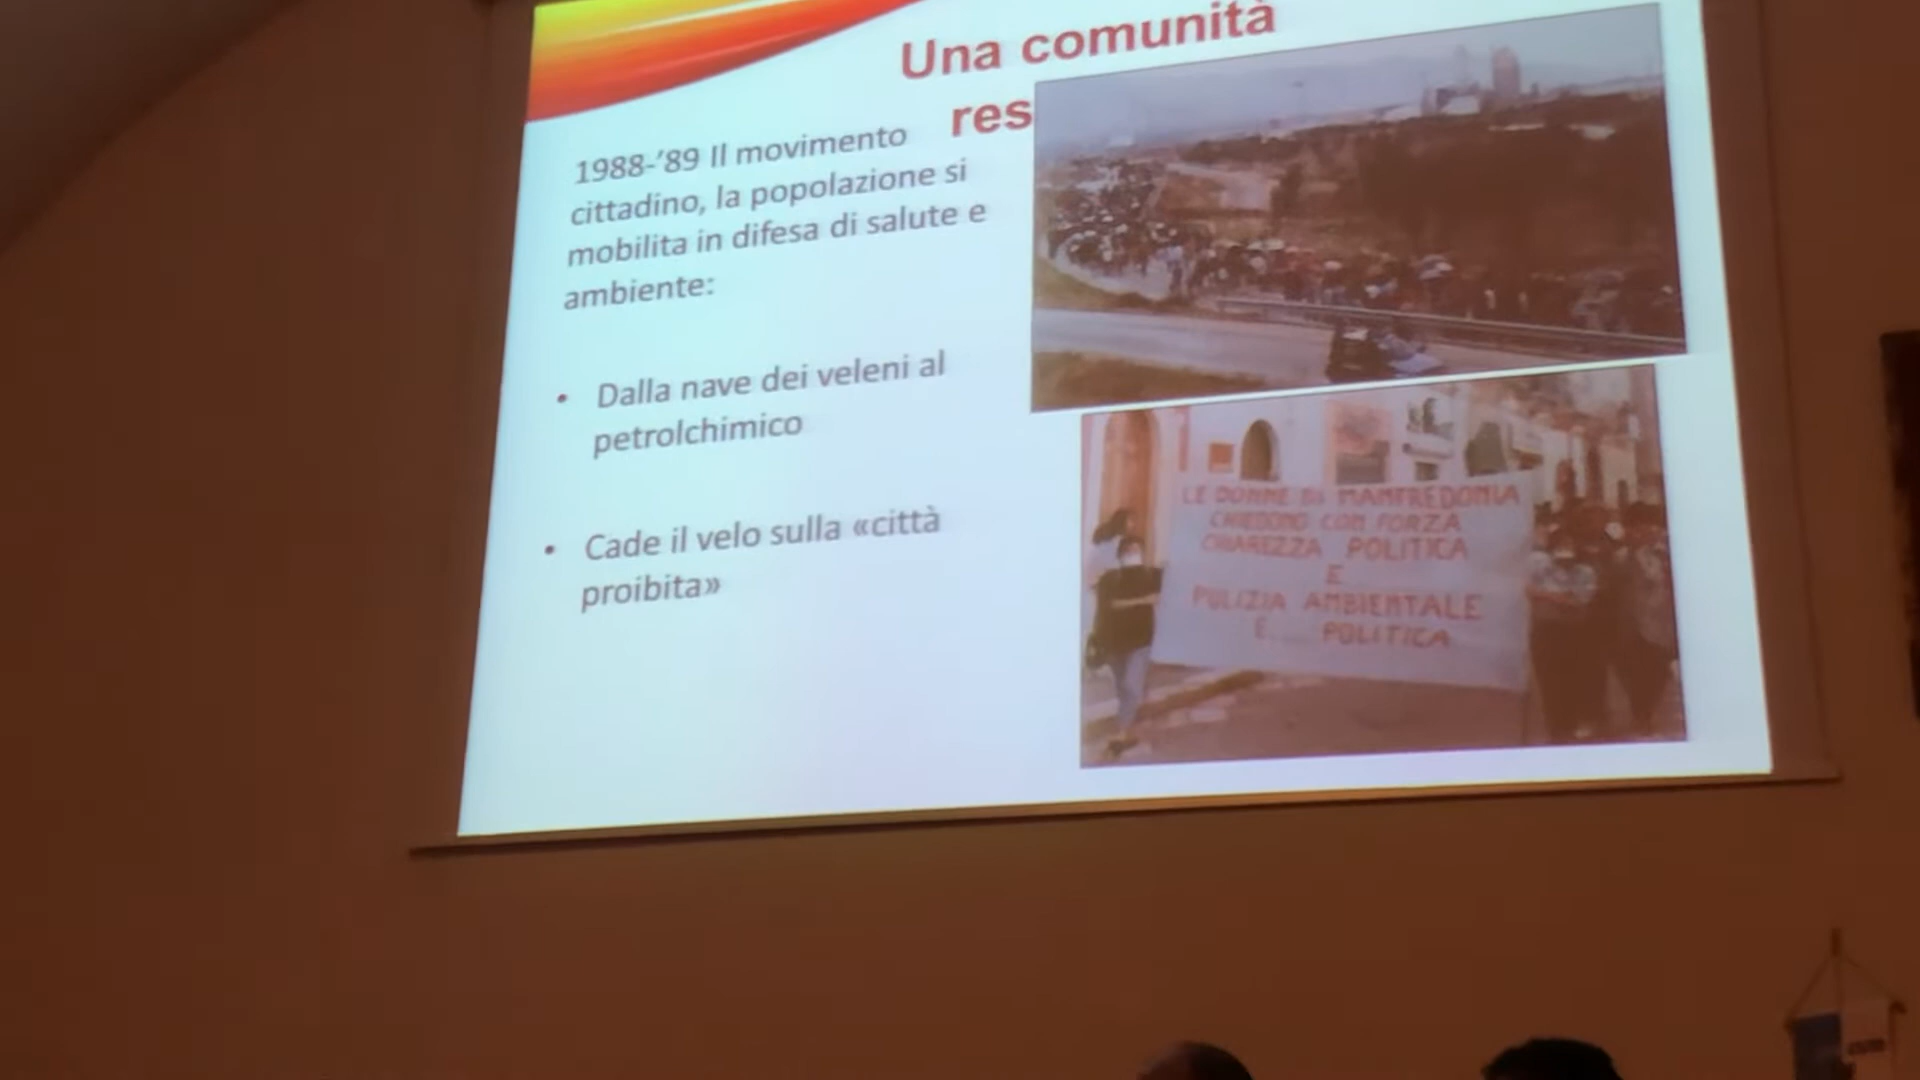 Una comunità
res
1988-’89 Il movimento
cittadino, la popolazione si
mobilita in difesa di salute e
ambiente:
• Dalla nave dei veleni al
petrolchimico
• Cade il velo sulla «città
proibita»
LE DONNE DI MANFREDONIA
CHIEDONO CON FORZA
CHIAREZZA POLITICA
E
PULIZIA AMBIENTALE
E POLITICA